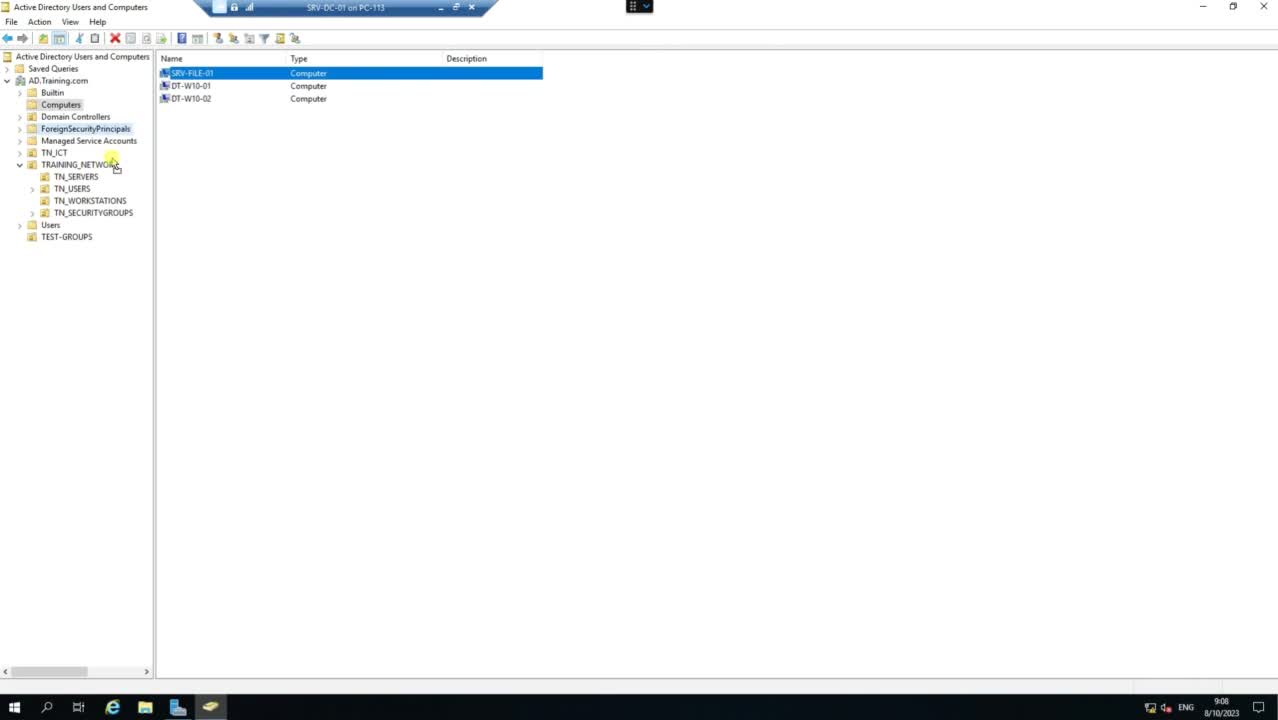 Active Directory Users and Computers
SRV-DC-01 on PC-113
File Action View Help
Active Directory Users and Computers
Saved Queries
AD.Training.com
Builtin
Computers
Domain Controllers
ForeignSecurityPrincipals
Managed Service Accounts
TN_ICT
TRAINING_NETWORK
TN_SERVERS
TN_USERS
TN_WORKSTATIONS
TN_SECURITYGROUPS
Users
TEST-GROUPS
Name Type Description
SRV-FILE-01 Computer
DT-W10-01 Computer
DT-W10-02 Computer
ENG
9:08
8/10/2023